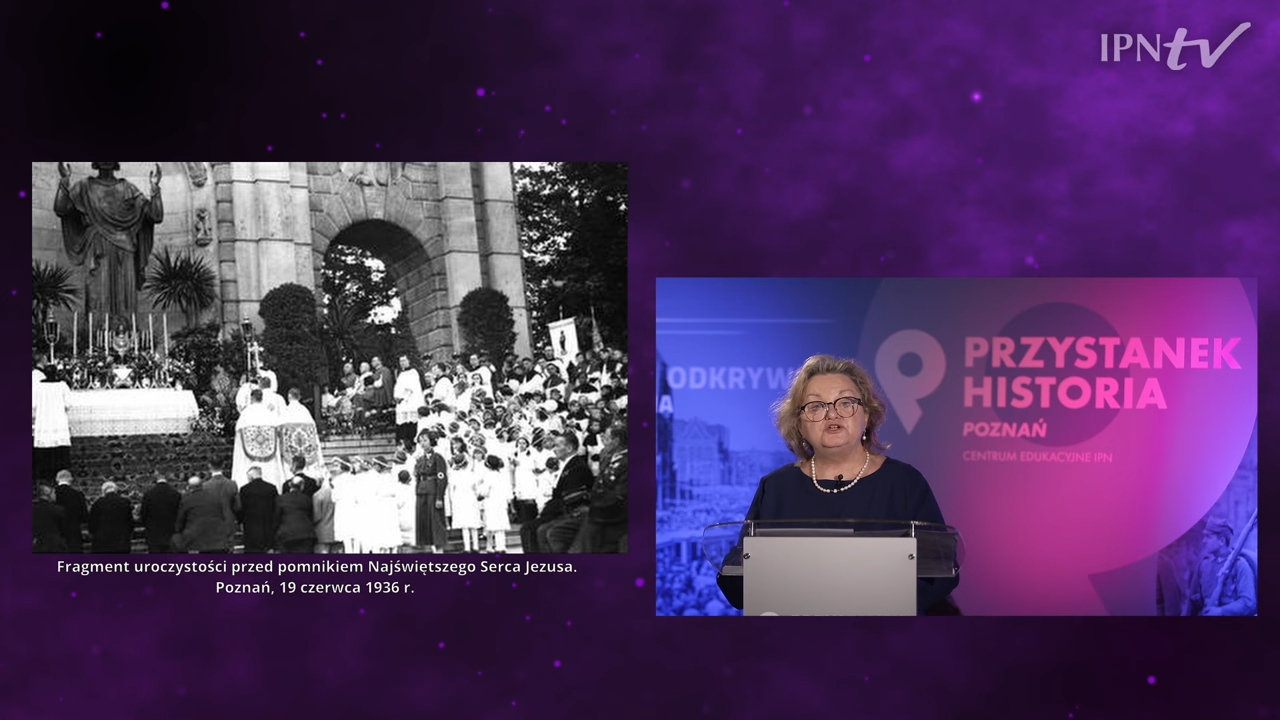 IPNtv
Fragment uroczystości przed pomnikiem Najświętszego Serca Jezusa.
Poznań, 19 czerwca 1936 r.
ODKRYW
A
PRZYSTANEK
HISTORIA
POZNAŃ
CENTRUM EDUKACYJNE IPN